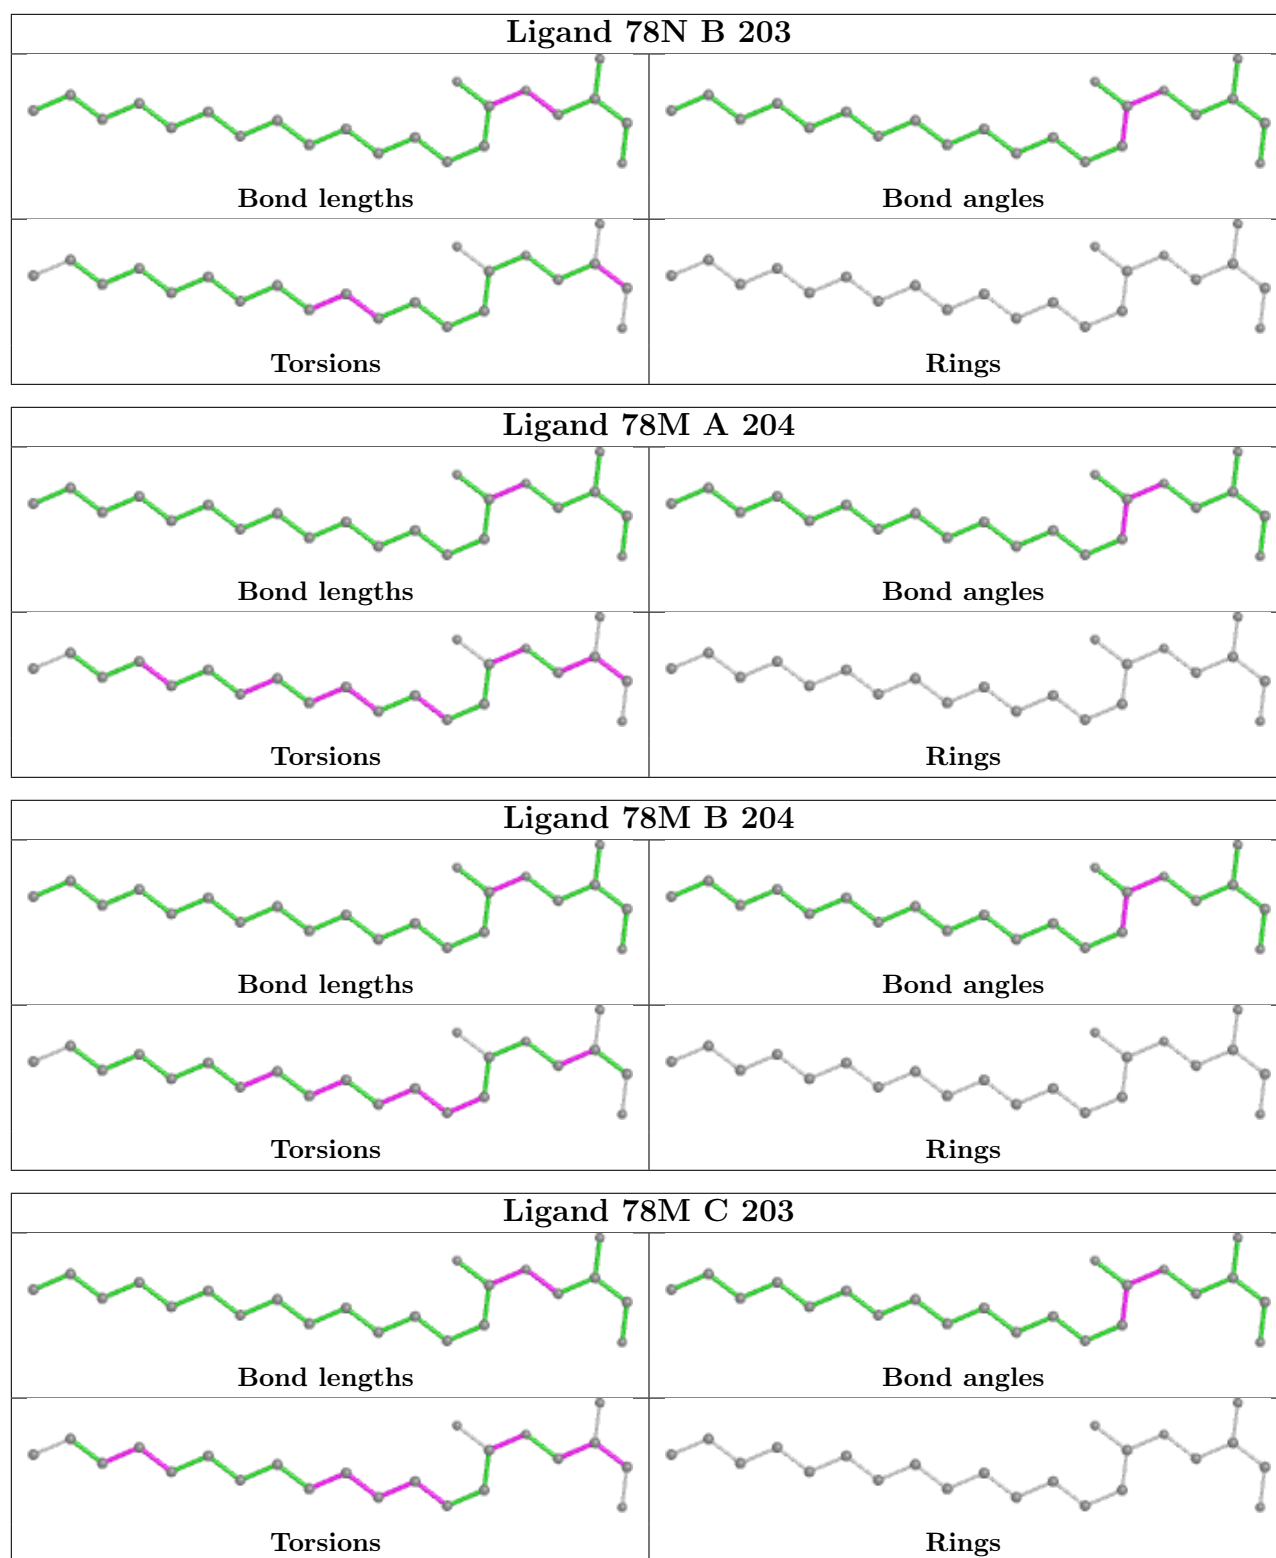 Ligand 78N B 203
Bond lengths
Bond angles
Torsions
Rings
Ligand 78M A 204
Bond lengths
Bond angles
Torsions
Rings
Ligand 78M B 204
Bond lengths
Bond angles
Torsions
Rings
Ligand 78M C 203
Bond lengths
Bond angles
Torsions
Rings